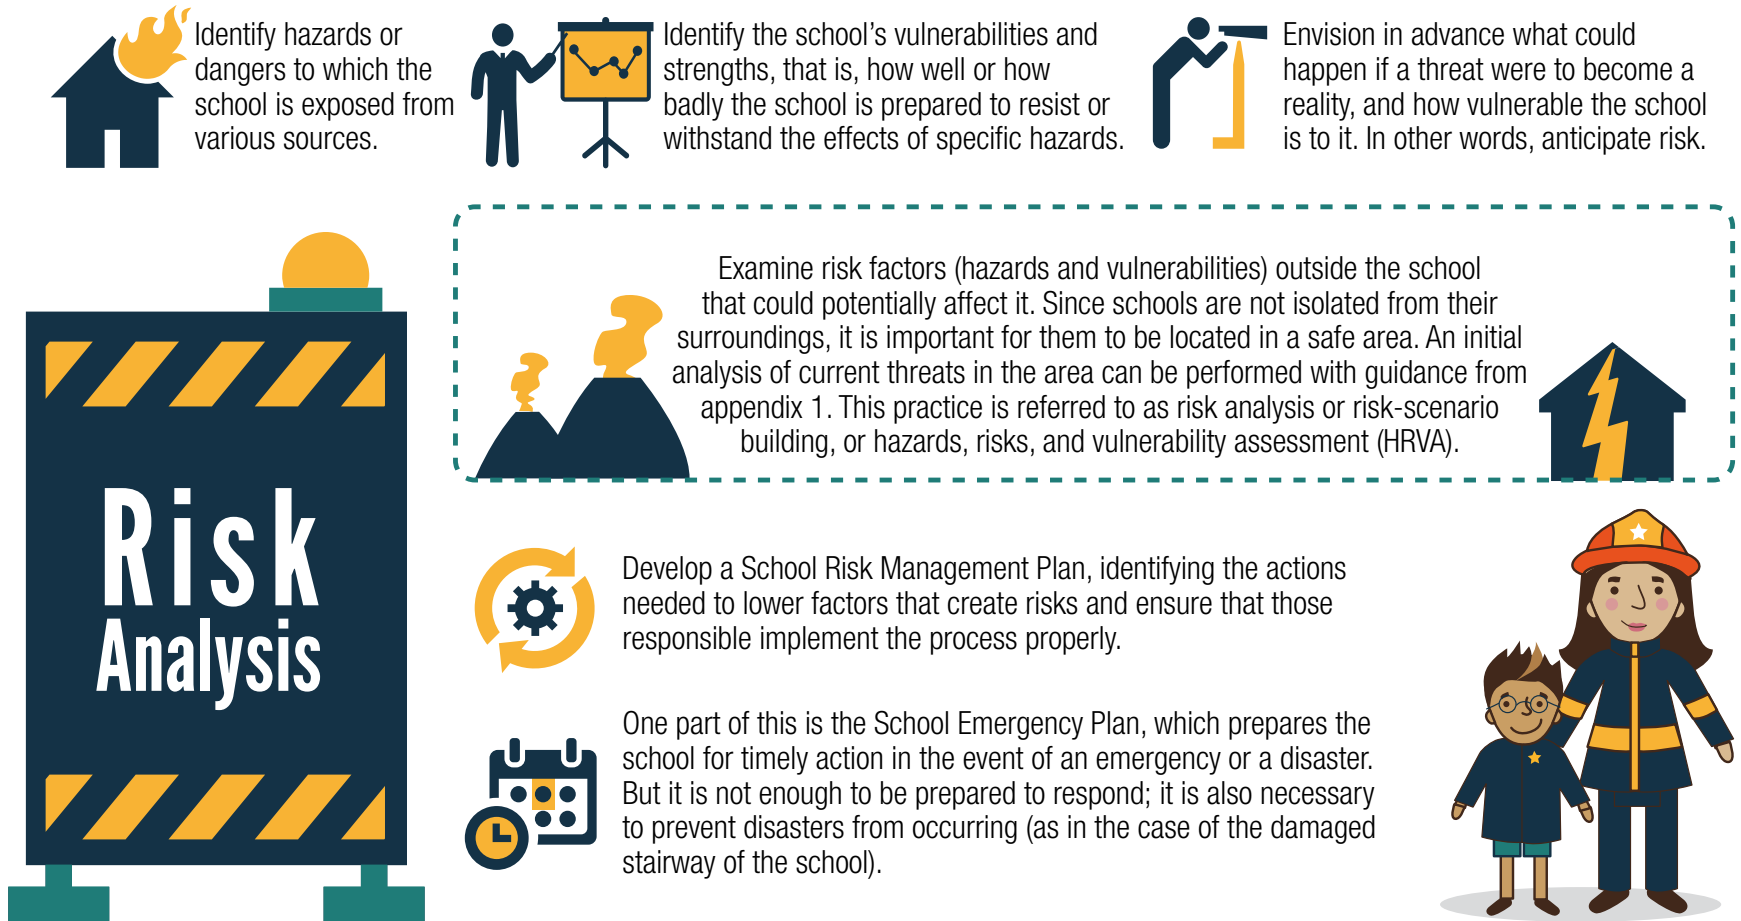 Identify hazards or
dangers to which the
school is exposed from
various sources.
Identify the school’s vulnerabilities and
strengths, that is, how well or how
badly the school is prepared to resist or
withstand the effects of specific hazards.
Envision in advance what could
happen if a threat were to become a
reality, and how vulnerable the school
is to it. In other words, anticipate risk.
Risk
Analysis
Examine risk factors (hazards and vulnerabilities) outside the school
that could potentially affect it. Since schools are not isolated from their
surroundings, it is important for them to be located in a safe area. An initial
analysis of current threats in the area can be performed with guidance from
appendix 1. This practice is referred to as risk analysis or risk-scenario
building, or hazards, risks, and vulnerability assessment (HRVA).
Develop a School Risk Management Plan, identifying the actions
needed to lower factors that create risks and ensure that those
responsible implement the process properly.
One part of this is the School Emergency Plan, which prepares the
school for timely action in the event of an emergency or a disaster.
But it is not enough to be prepared to respond; it is also necessary
to prevent disasters from occurring (as in the case of the damaged
stairway of the school).